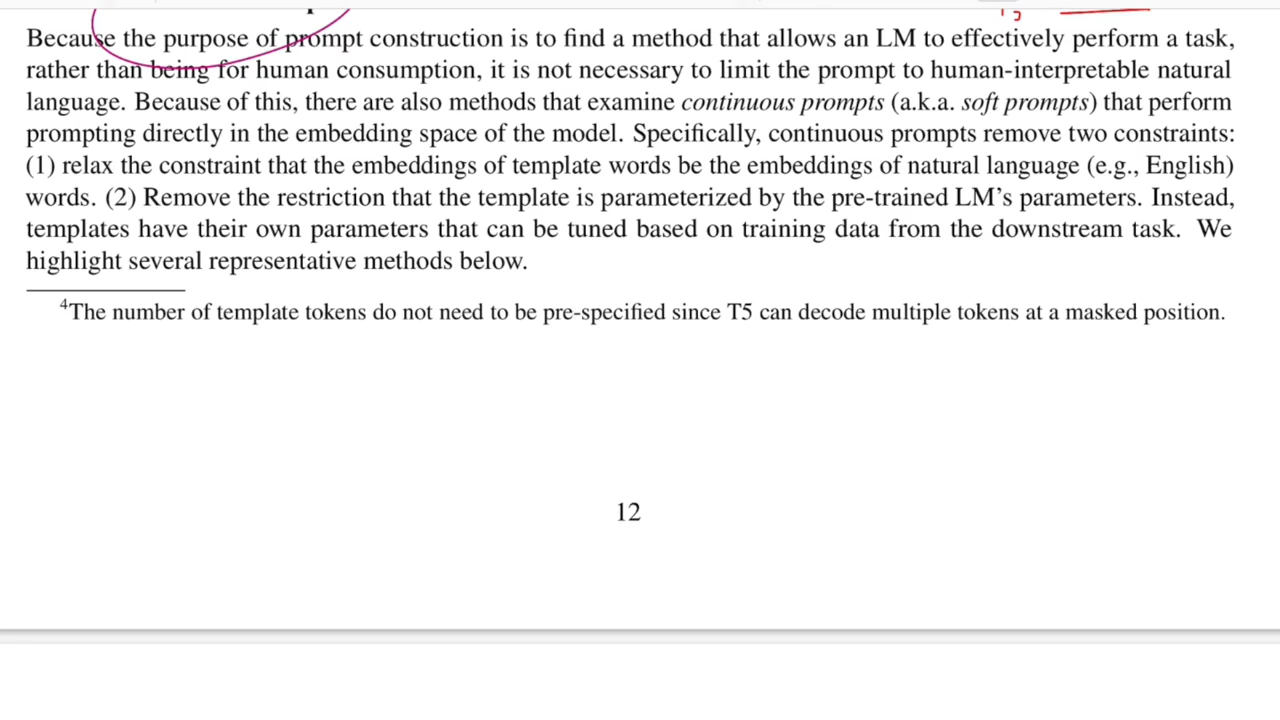 Because the purpose of prompt construction is to find a method that allows an LM to effectively perform a task,
rather than being for human consumption, it is not necessary to limit the prompt to human-interpretable natural
language. Because of this, there are also methods that examine continuous prompts (a.k.a. soft prompts) that perform
prompting directly in the embedding space of the model. Specifically, continuous prompts remove two constraints:
(1) relax the constraint that the embeddings of template words be the embeddings of natural language (e.g., English)
words. (2) Remove the restriction that the template is parameterized by the pre-trained LM’s parameters. Instead,
templates have their own parameters that can be tuned based on training data from the downstream task. We
highlight several representative methods below.
⁴The number of template tokens do not need to be pre-specified since T5 can decode multiple tokens at a masked position.
12